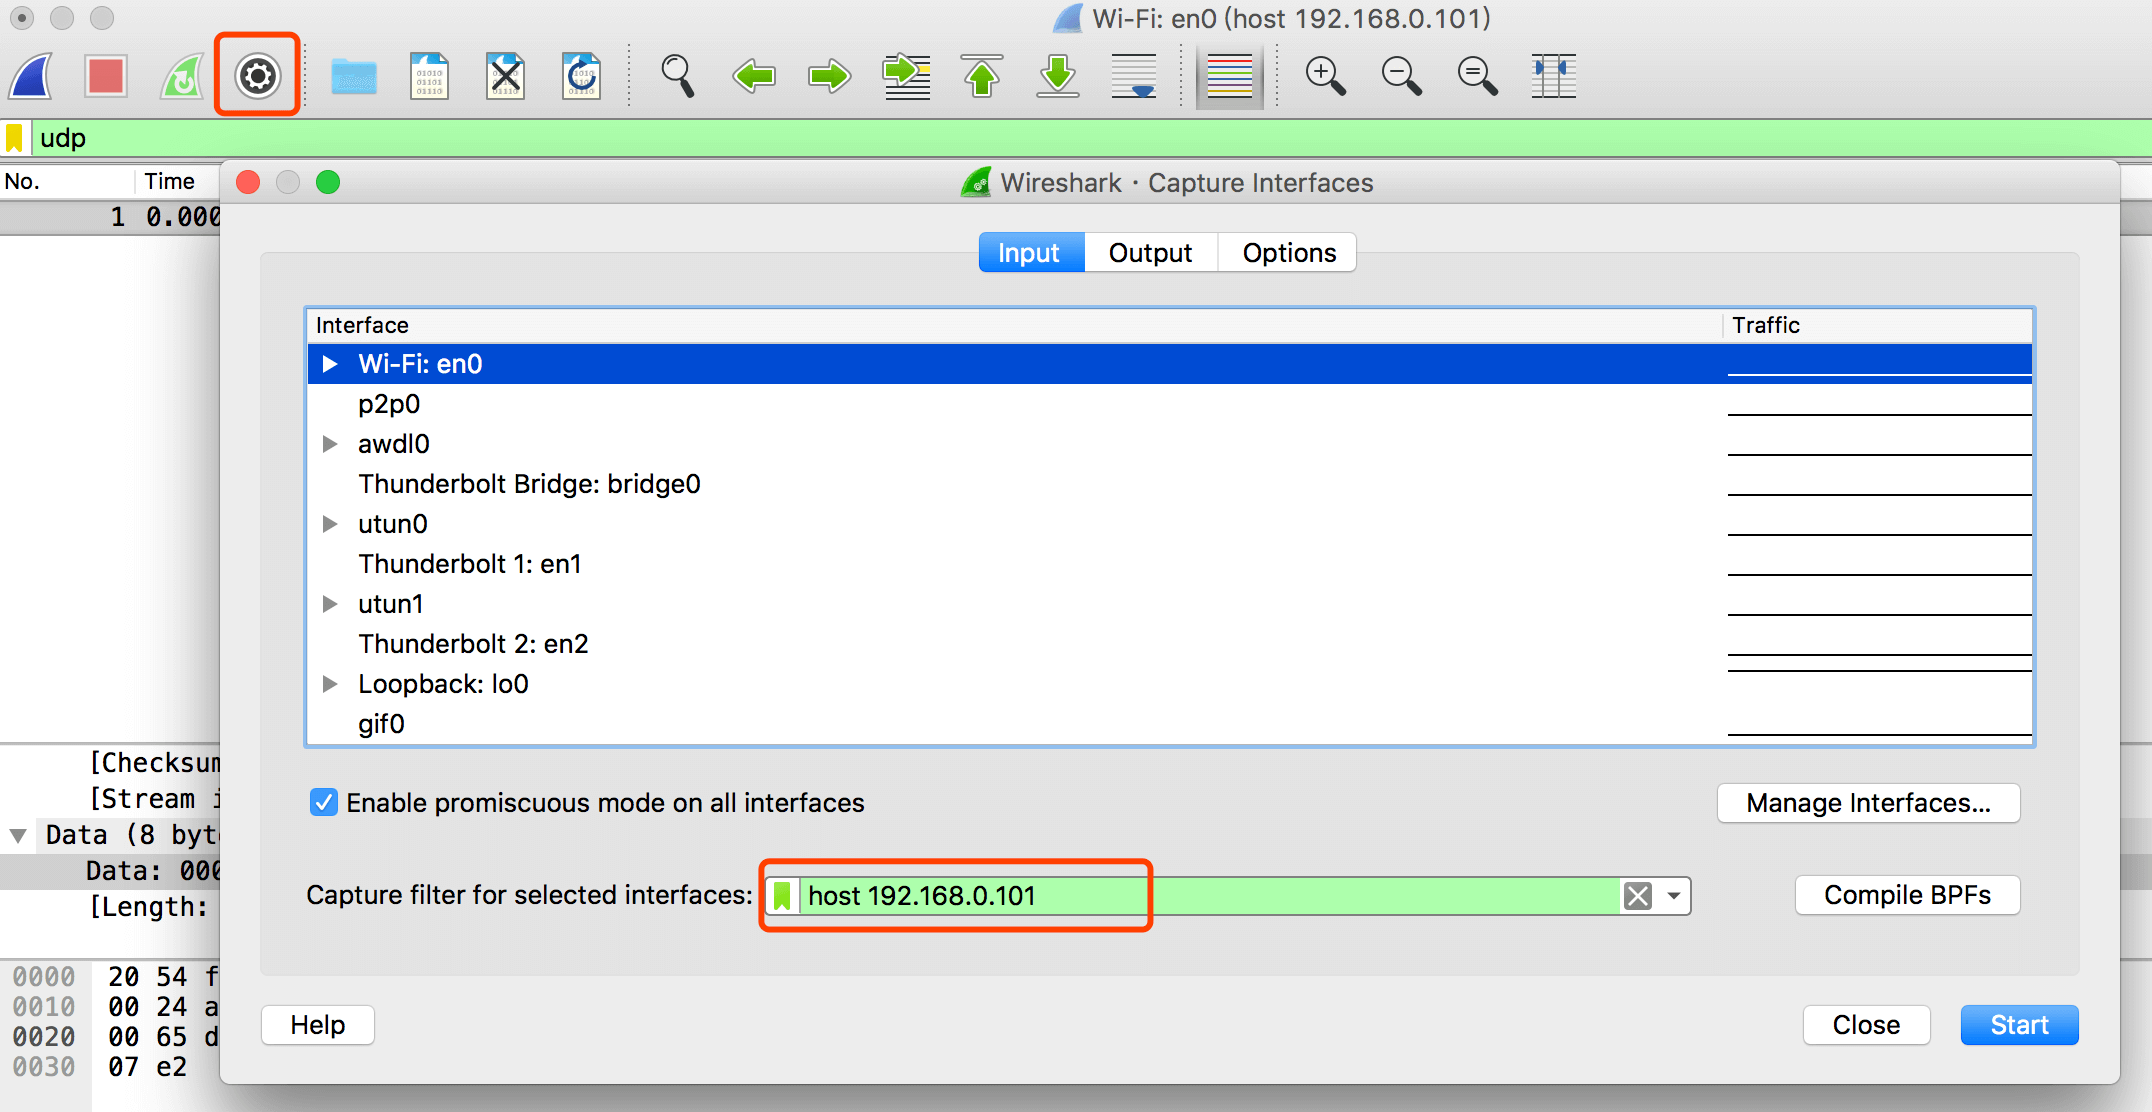 Wi-Fi: en0 (host 192.168.0.101)
udp
No. Time
1 0.000
Wireshark · Capture Interfaces
Input Output Options
Interface Traffic
Wi-Fi: en0
p2p0
awdl0
Thunderbolt Bridge: bridge0
utun0
Thunderbolt 1: en1
utun1
Thunderbolt 2: en2
Loopback: lo0
gif0
[Checksum
[Stream i
Enable promiscuous mode on all interfaces
Manage Interfaces...
Data (8 byte
Data: 000
[Length:
Capture filter for selected interfaces: host 192.168.0.101
Compile BPFs
0000 20 54 f
0010 00 24 a
0020 00 65 d
0030 07 e2
Help Close Start